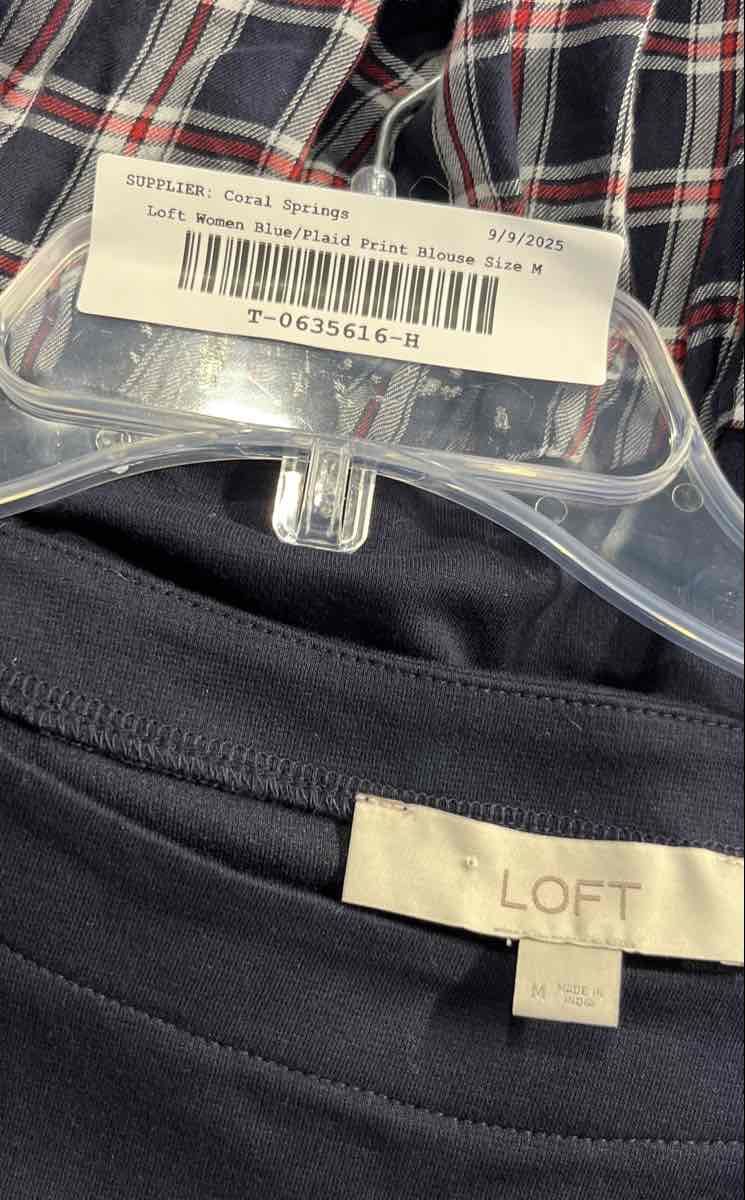 SUPPLIER: Coral Springs
9/9/2025
Loft Women Blue/Plaid Print Blouse Size M
T-0635616-H
LOFT
M
MADE IN
INDIA